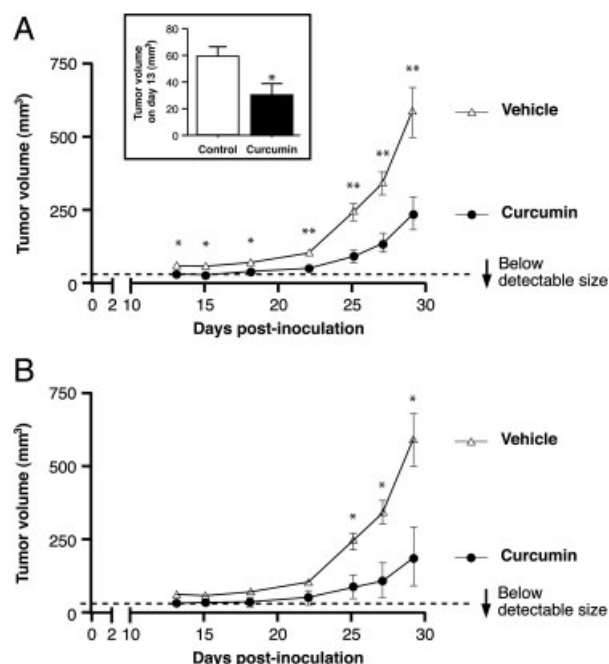 A
Tumor volume
on day 13 (mm³)
80
60
40
20
0
*
Control Curcumin
Tumor volume (mm³)
750
500
250
0
* * * ** ** ** **
Vehicle
Curcumin
Below
detectable size
0 2 10 15 20 25 30
Days post-inoculation
B
Tumor volume (mm³)
750
500
250
0
* * *
Vehicle
Curcumin
Below
detectable size
0 2 10 15 20 25 30
Days post-inoculation